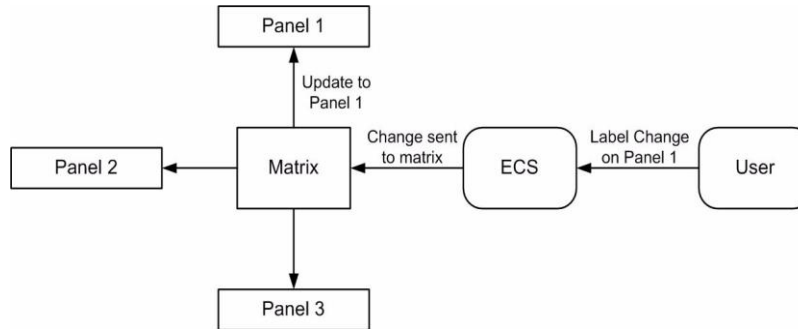 Panel 1
Update to
Panel 1
Panel 2
Matrix
Change sent
to matrix
ECS
Label Change
on Panel 1
User
Panel 3